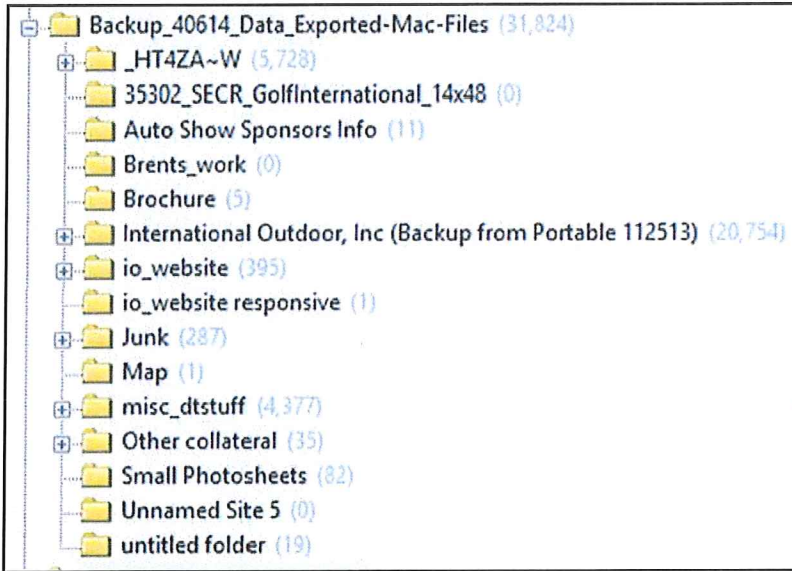 Backup_40614_Data_Exported-Mac-Files (31,824)
_HT4ZA~W (5,728)
35302_SECR_GolfInternational_14x48 (0)
Auto Show Sponsors Info (11)
Brents_work (0)
Brochure (5)
International Outdoor, Inc (Backup from Portable 112513) (20,754)
io_website (395)
io_website responsive (1)
Junk (287)
Map (1)
misc_dtstuff (4,377)
Other collateral (35)
Small Photosheets (82)
Unnamed Site 5 (0)
untitled folder (19)